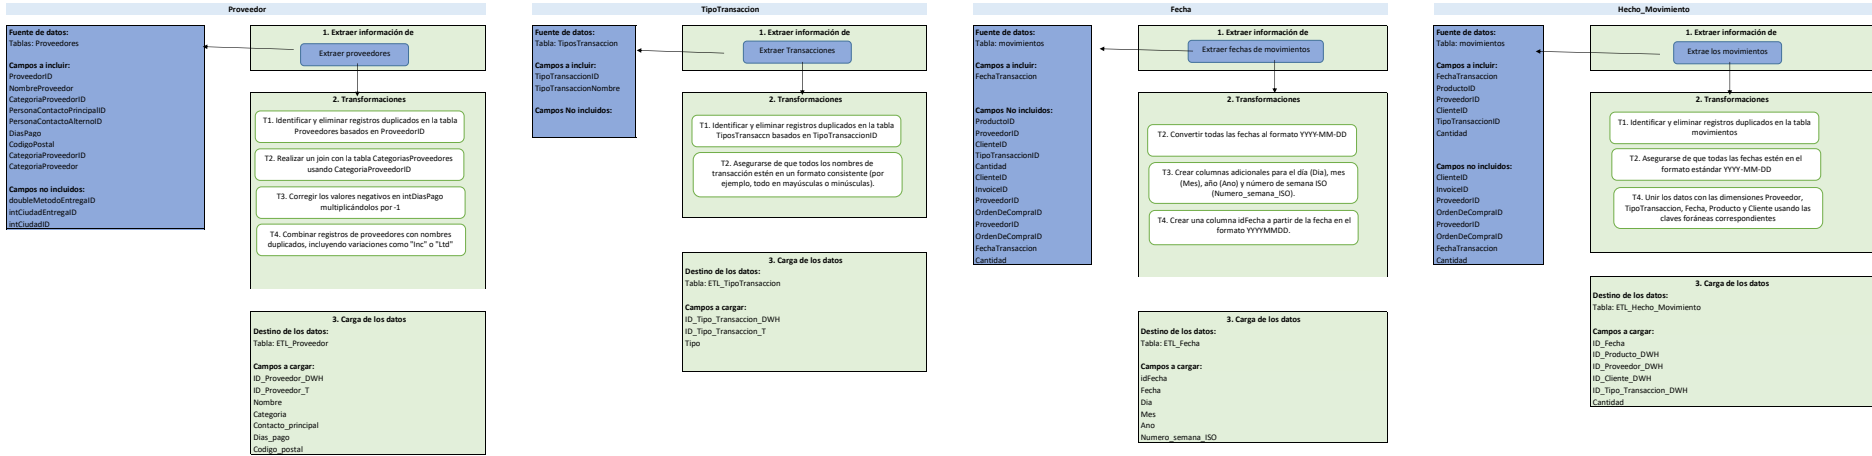 Proveedor
Fuente de datos:
Tablas: Proveedores
Campos a incluir:
ProveedorID
NombreProveedor
CategoriaProveedorID
PersonaContactoPrincipalID
PersonaContactoAlternoID
DiasPago
CodigoPostal
CategoriaProveedorID
CategoriaProveedor
Campos no incluidos:
doubleMetodoEntregaID
intCiudadEntregaID
intCiudadID
1. Extraer información de
Extraer proveedores
2. Transformaciones
T1. Identificar y eliminar registros duplicados en la tabla
Proveedores basados en ProveedorID
T2. Realizar un join con la tabla CategoriasProveedores
usando CategoriaProveedorID
T3. Corregir los valores negativos en intDiasPago
multiplicándolos por -1
T4. Combinar registros de proveedores con nombres
duplicados, incluyendo variaciones como "Inc" o "Ltd"
3. Carga de los datos
Destino de los datos:
Tabla: ETL_Proveedor
Campos a cargar:
ID_Proveedor_DWH
ID_Proveedor_T
Nombre
Categoria
Contacto_principal
Dias_pago
Codigo_postal
TipoTransaccion
Fuente de datos:
Tabla: TiposTransaccion
Campos a incluir:
TipoTransaccionID
TipoTransaccionNombre
Campos No incluidos:
1. Extraer información de
Extraer Transacciones
2. Transformaciones
T1. Identificar y eliminar registros duplicados en la tabla
TiposTransaccn basados en TipoTransaccionID
T2. Asegurarse de que todos los nombres de
transacción estén en un formato consistente (por
ejemplo, todo en mayúsculas o minúsculas).
3. Carga de los datos
Destino de los datos:
Tabla: ETL_TipoTransaccion
Campos a cargar:
ID_Tipo_Transaccion_DWH
ID_Tipo_Transaccion_T
Tipo
Fecha
Fuente de datos:
Tabla: movimientos
Campos a incluir:
FechaTransaccion
Campos No incluidos:
ProductoID
ProveedorID
ClienteID
TipoTransaccionID
Cantidad
ClienteID
InvoiceID
ProveedorID
OrdenDeCompraID
ProveedorID
OrdenDeCompraID
FechaTransaccion
Cantidad
1. Extraer información de
Extraer fechas de movimientos
2. Transformaciones
T2. Convertir todas las fechas al formato YYYY-MM-DD
T3. Crear columnas adicionales para el día (Dia), mes
(Mes), año (Ano) y número de semana ISO
(Numero_semana_ISO).
T4. Crear una columna idFecha a partir de la fecha en el
formato YYYYMMDD.
3. Carga de los datos
Destino de los datos:
Tabla: ETL_Fecha
Campos a cargar:
idFecha
Fecha
Dia
Mes
Ano
Numero_semana_ISO
Hecho_Movimiento
Fuente de datos:
Tabla: movimientos
Campos a incluir:
FechaTransaccion
ProductoID
ProveedorID
ClienteID
TipoTransaccionID
Cantidad
Campos no incluidos:
ClienteID
InvoiceID
ProveedorID
OrdenDeCompraID
ProveedorID
OrdenDeCompraID
FechaTransaccion
Cantidad
1. Extraer información de
Extrae los movimientos
2. Transformaciones
T1. Identificar y eliminar registros duplicados en la tabla
movimientos
T2. Asegurarse de que todas las fechas estén en el
formato estándar YYYY-MM-DD
T4. Unir los datos con las dimensiones Proveedor,
TipoTransaccion, Fecha, Producto y Cliente usando las
claves foráneas correspondientes
3. Carga de los datos
Destino de los datos:
Tabla: ETL_Hecho_Movimiento
Campos a cargar:
ID_Fecha
ID_Producto_DWH
ID_Proveedor_DWH
ID_Cliente_DWH
ID_Tipo_Transaccion_DWH
Cantidad